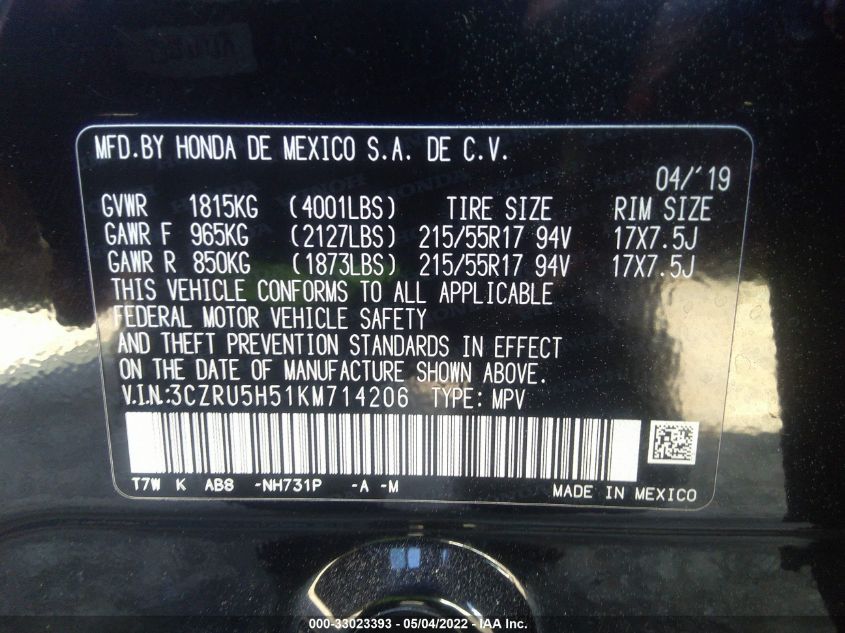 MFD.BY HONDA DE MEXICO S.A. DE C.V.
04/'19
GVWR 1815KG (4001LBS) TIRE SIZE RIM SIZE
GAWR F 965KG (2127LBS) 215/55R17 94V 17X7.5J
GAWR R 850KG (1873LBS) 215/55R17 94V 17X7.5J
THIS VEHICLE CONFORMS TO ALL APPLICABLE
FEDERAL MOTOR VEHICLE SAFETY
AND THEFT PREVENTION STANDARDS IN EFFECT
ON THE DATE OF MANUFACTURE SHOWN ABOVE.
V.I.N.:3CZRU5H51KM714206 TYPE: MPV
T7W K AB8 -NH731P -A -M
MADE IN MEXICO
000-33023393 - 05/04/2022 - IAA Inc.